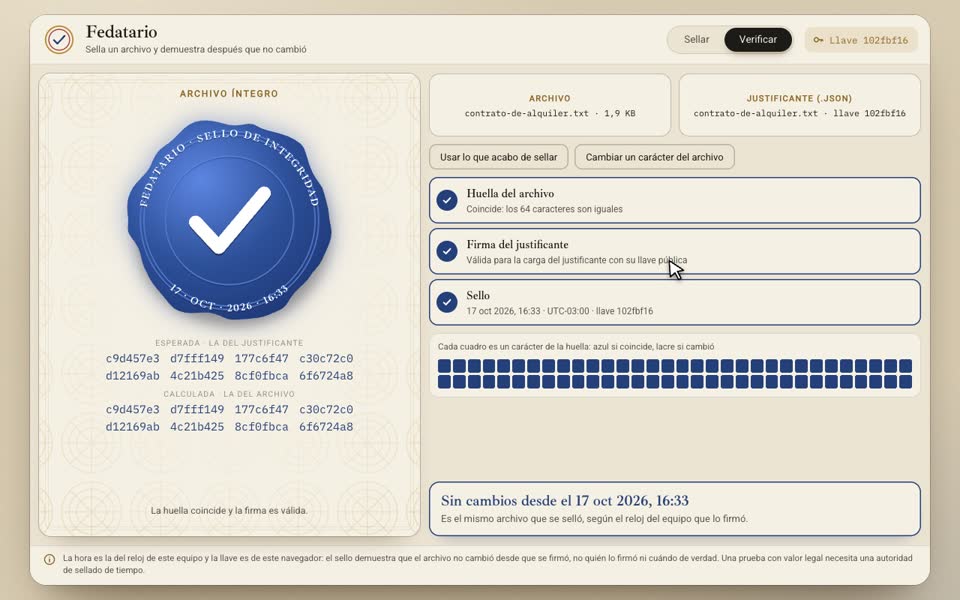 Fedatario
Sella un archivo y demuestra después que no cambió
Sellar
Verificar
Llave 102fbf16
ARCHIVO ÍNTEGRO
FEDATARIO · SELLO DE INTEGRIDAD
17 · OCT · 2026 · 16:33
ESPERADA · LA DEL JUSTIFICANTE
c9d457e3 d7fff149 177c6f47 c30c72c0
d12169ab 4c21b425 8cf0fbca 6f6724a8
CALCULADA · LA DEL ARCHIVO
c9d457e3 d7fff149 177c6f47 c30c72c0
d12169ab 4c21b425 8cf0fbca 6f6724a8
La huella coincide y la firma es válida.
ARCHIVO
contrato-de-alquiler.txt · 1,9 KB
JUSTIFICANTE (.JSON)
contrato-de-alquiler.txt · llave 102fbf16
Usar lo que acabo de sellar
Cambiar un carácter del archivo
Huella del archivo
Coincide: los 64 caracteres son iguales
Firma del justificante
Válida para la carga del justificante con su llave pública
Sello
17 oct 2026, 16:33 · UTC-03:00 · llave 102fbf16
Cada cuadro es un carácter de la huella: azul si coincide, lacre si cambió
Sin cambios desde el 17 oct 2026, 16:33
Es el mismo archivo que se selló, según el reloj del equipo que lo firmó.
La hora es la del reloj de este equipo y la llave es de este navegador: el sello demuestra que el archivo no cambió desde que se firmó, no quién lo firmó ni cuándo de verdad. Una prueba con valor legal necesita una autoridad
de sellado de tiempo.